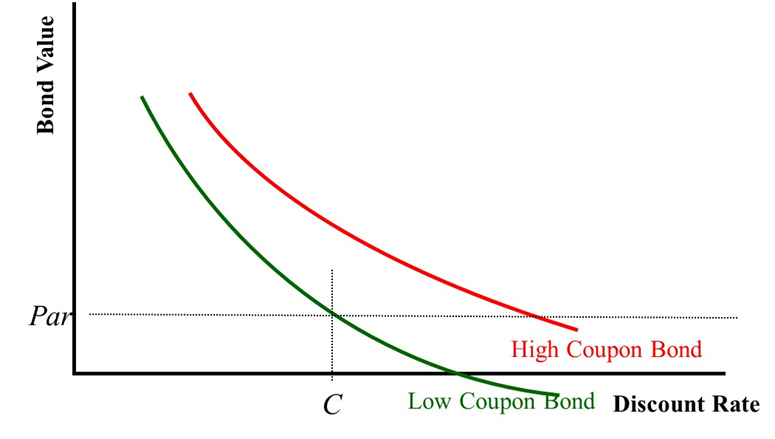 Bond Value
Par
High Coupon Bond
C
Low Coupon Bond
Discount Rate